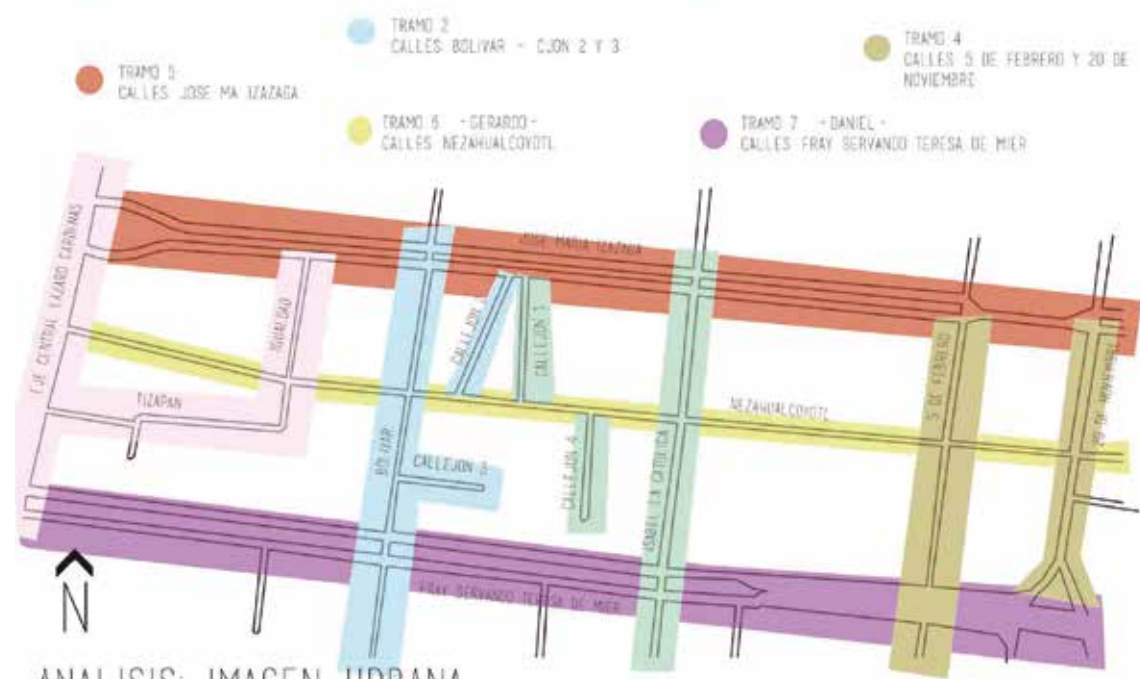 TRAMO 2
CALLES BOLIVAR - CJON 2 Y 3
TRAMO 4
CALLES 5 DE FEBRERO Y 20 DE
NOVIEMBRE
TRAMO 5
CALLES JOSE MA IZAZAGA
TRAMO 6 -GERARDO-
CALLES NEZAHUALCOYOTL
TRAMO 7 -DANIEL-
CALLES FRAY SERVANDO TERESA DE MIER
EJE CENTRAL LAZARO CARDENAS
JOSE MARIA IZAZAGA
IGUALDAD
CALLEJON
CALLEJON 3
TIZAPAN
NEZAHUALCOYOTL
5 DE FEBRERO
20 DE NOVIEMBRE
BOLIVAR
CALLEJON
CALLEJON 4
ISABEL LA CATOLICA
FRAY SERVANDO TERESA DE MIER
N
ANALISIS: IMAGEN URBANA